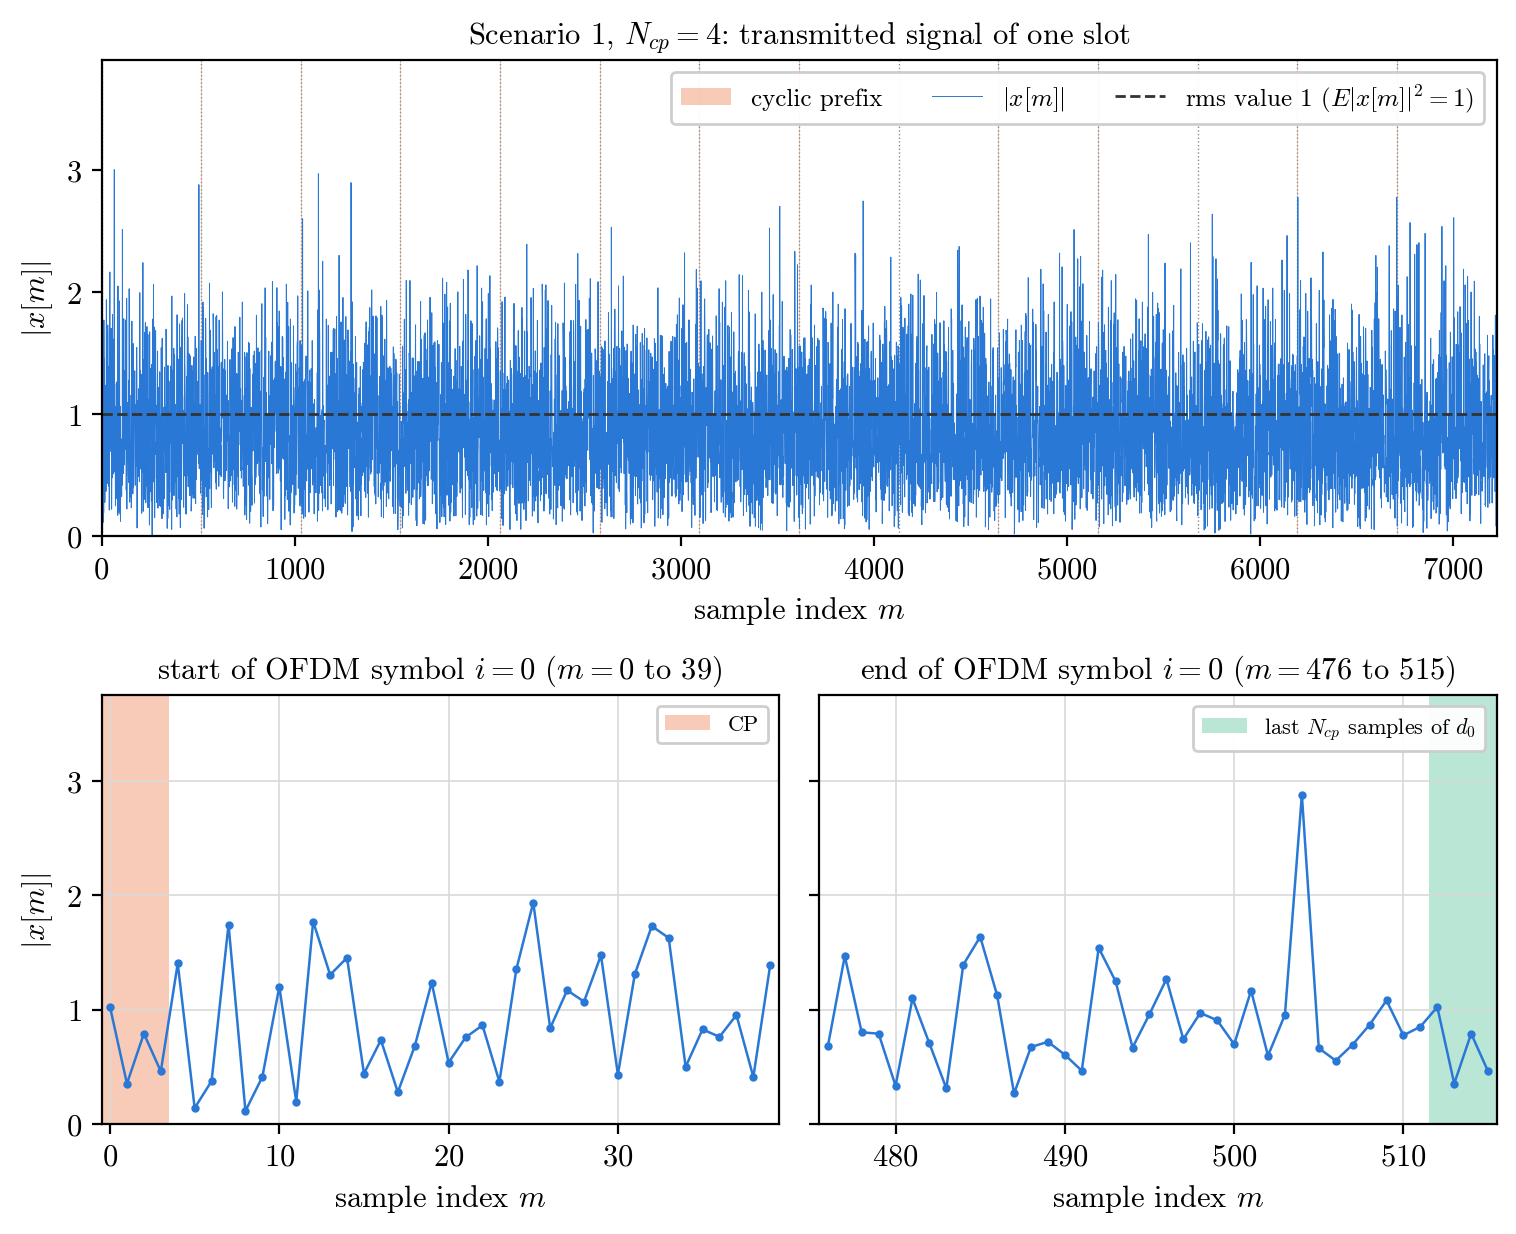 Scenario 1, N_cp = 4: transmitted signal of one slot
cyclic prefix
|x[m]|
rms value 1 (E|x[m]|² = 1)
|x[m]|
3
2
1
0
0 1000 2000 3000 4000 5000 6000 7000
sample index m
start of OFDM symbol i = 0 (m = 0 to 39)
CP
|x[m]|
3
2
1
0
0 10 20 30
sample index m
end of OFDM symbol i = 0 (m = 476 to 515)
last N_cp samples of d_0
480 490 500 510
sample index m